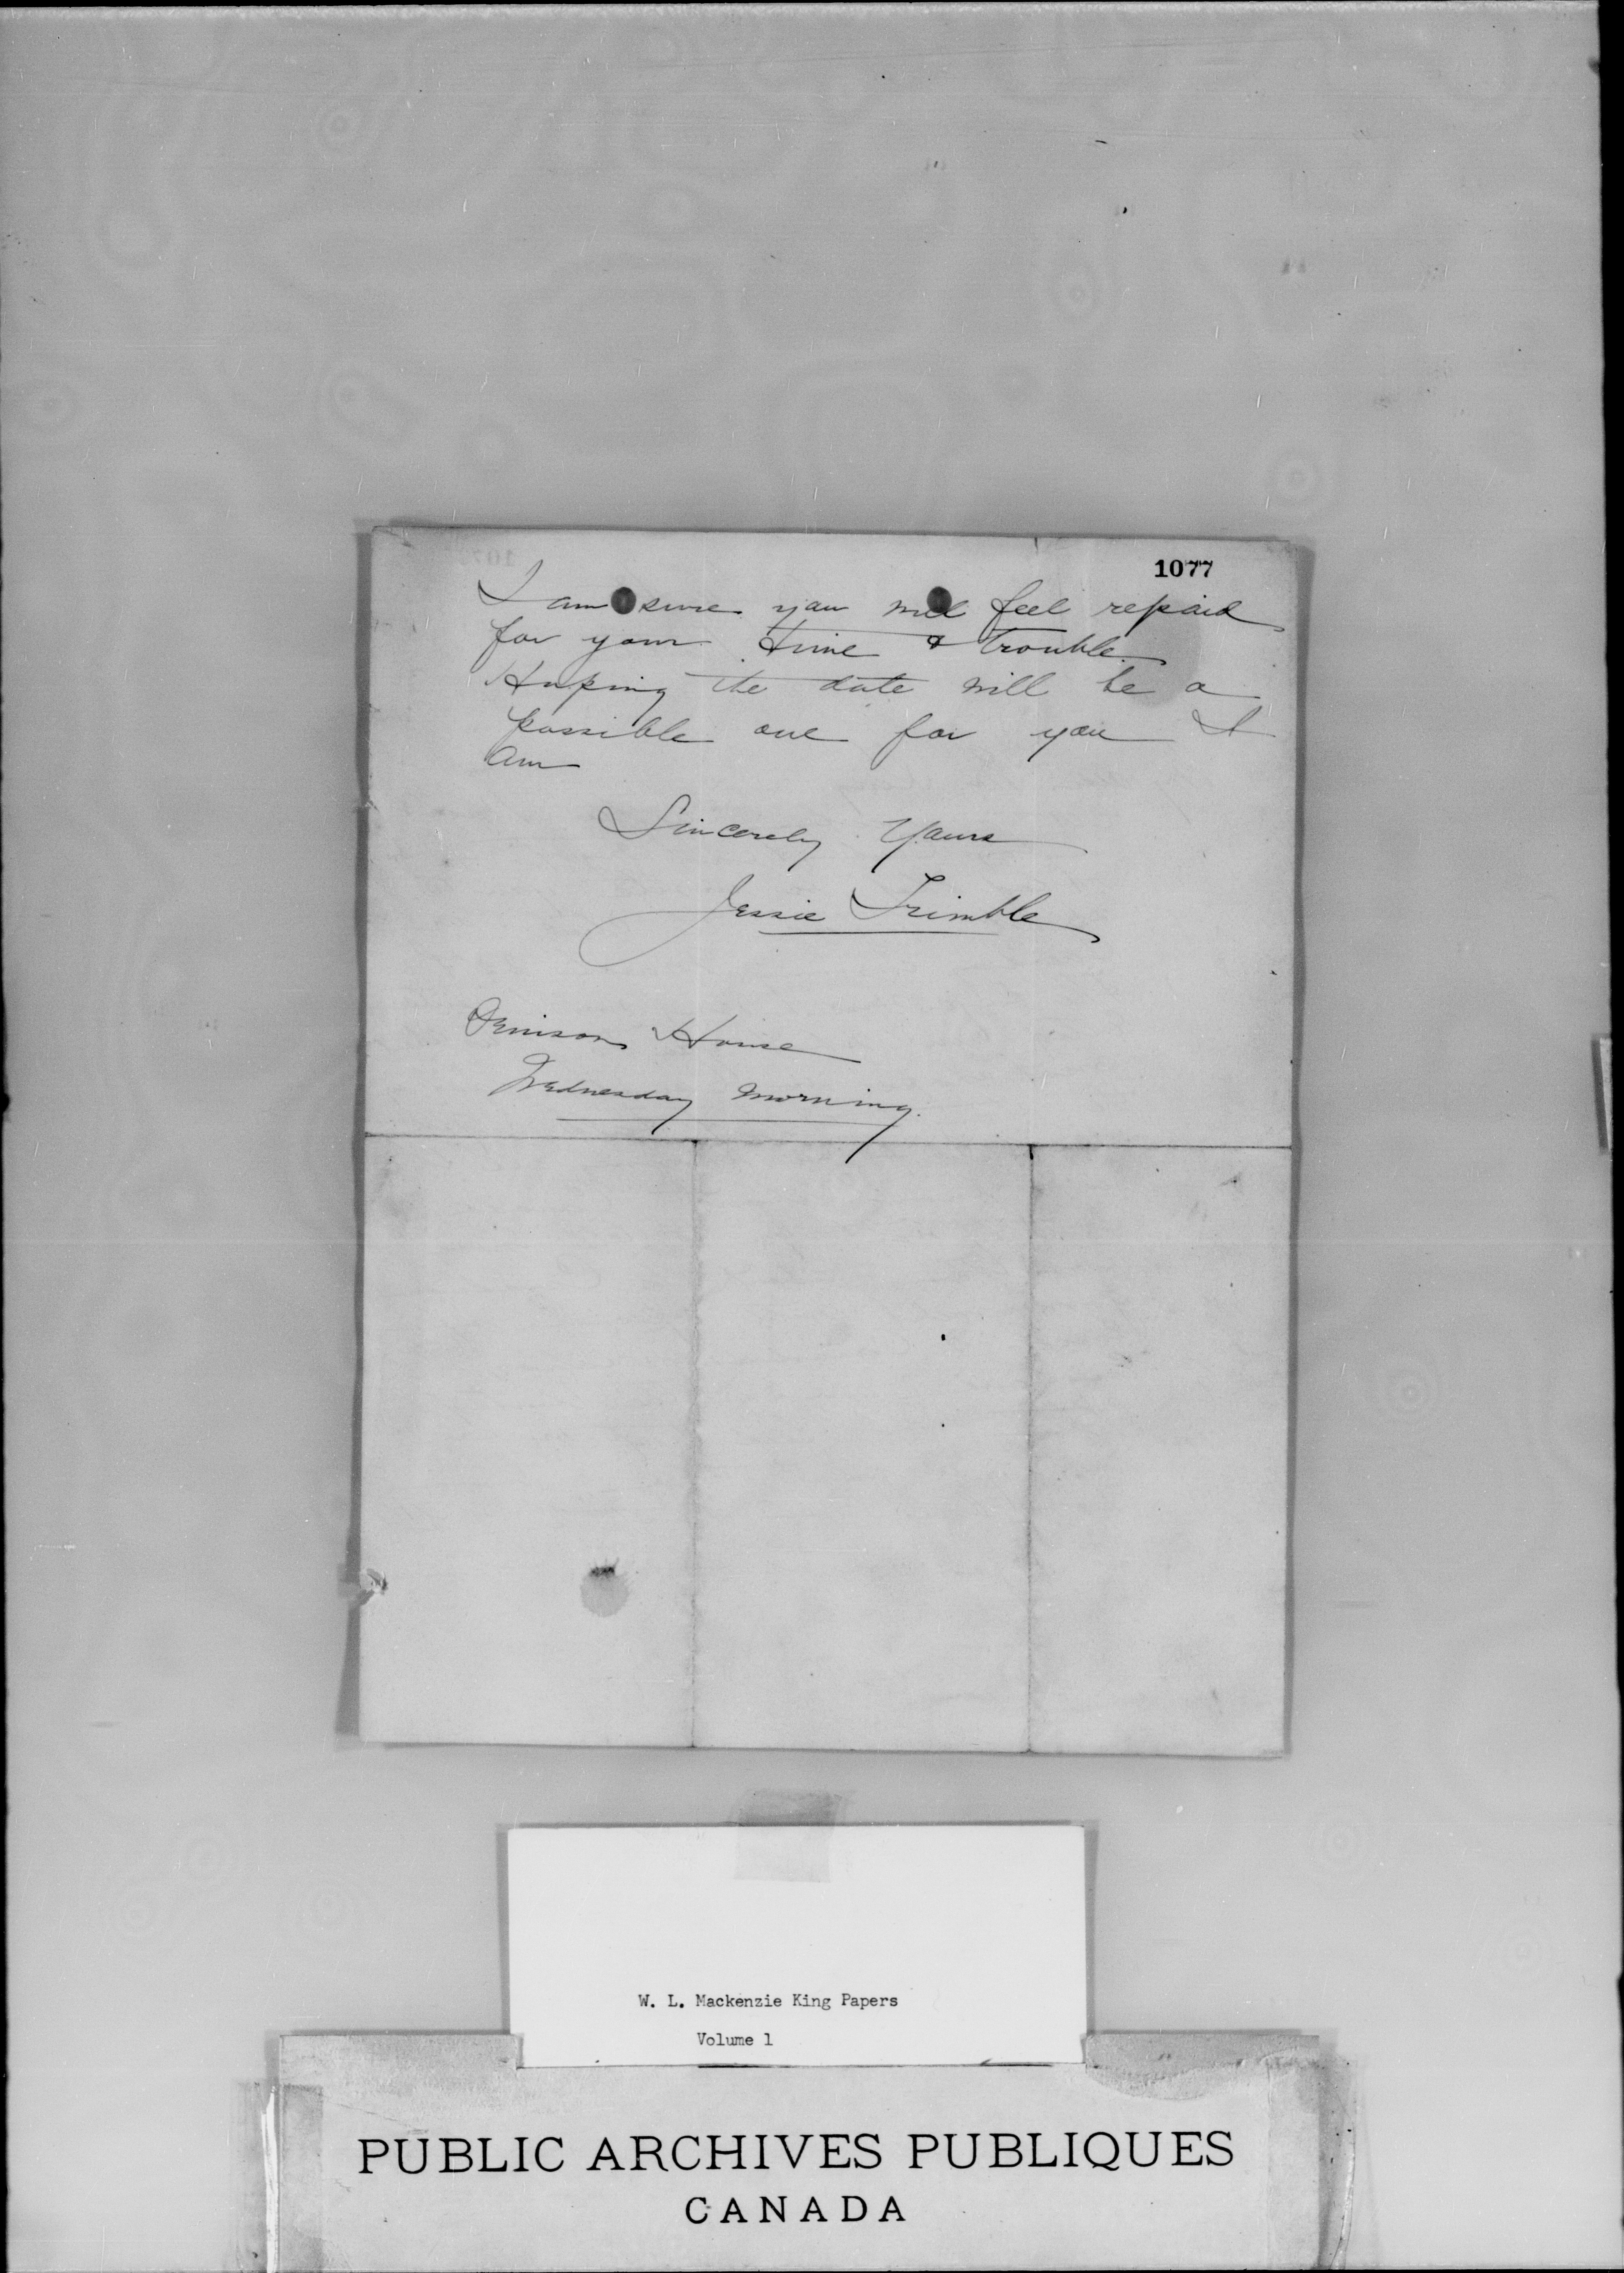 1077
I am sure you will feel repaid
for your time & trouble.
Hoping the date will be a
possible one for you I
am
Sincerely Yours
Jessie Trimble
Denison House
Wednesday morning.
W. L. Mackenzie King Papers
Volume 1
PUBLIC ARCHIVES PUBLIQUES
CANADA